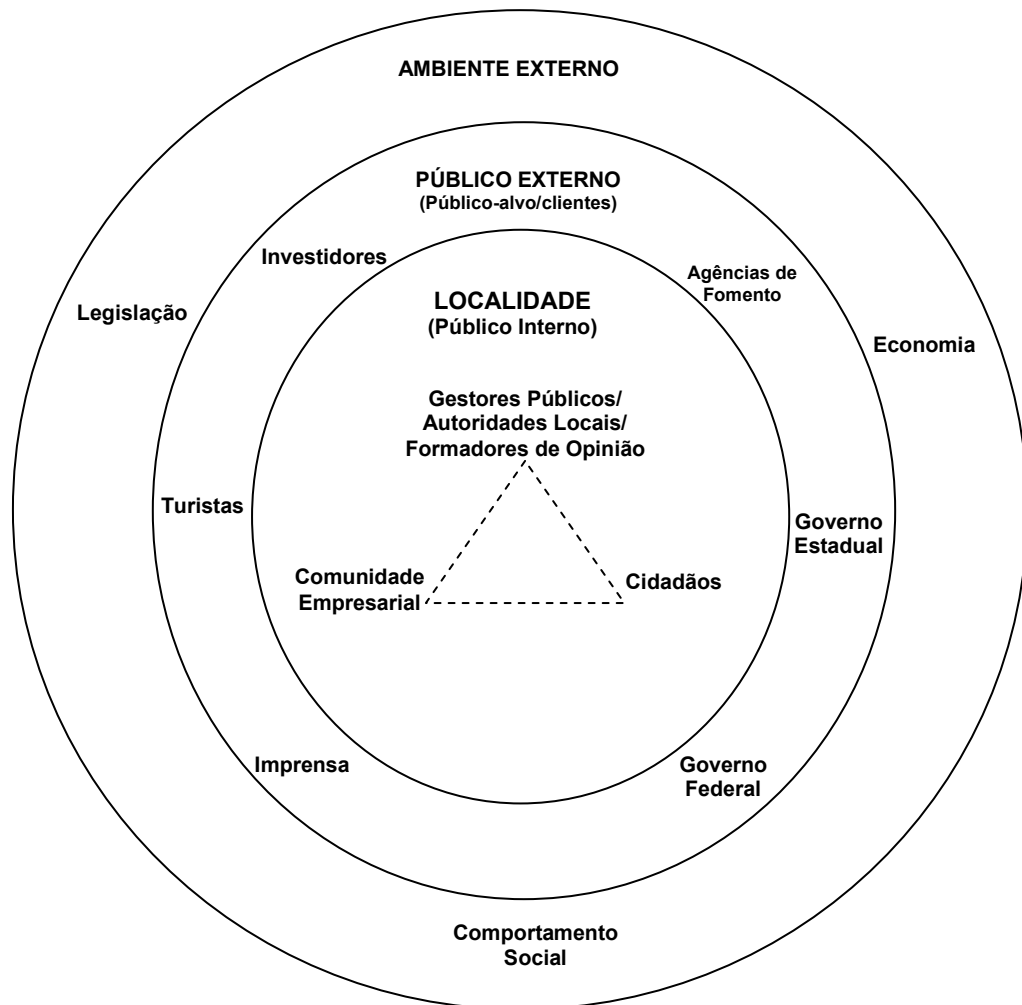 AMBIENTE EXTERNO
PÚBLICO EXTERNO
(Público-alvo/clientes)
Investidores
Agências de
Fomento
LOCALIDADE
(Público Interno)
Legislação
Economia
Gestores Públicos/
Autoridades Locais/
Formadores de Opinião
Turistas
Governo
Estadual
Comunidade
Empresarial
Cidadãos
Imprensa
Governo
Federal
Comportamento
Social